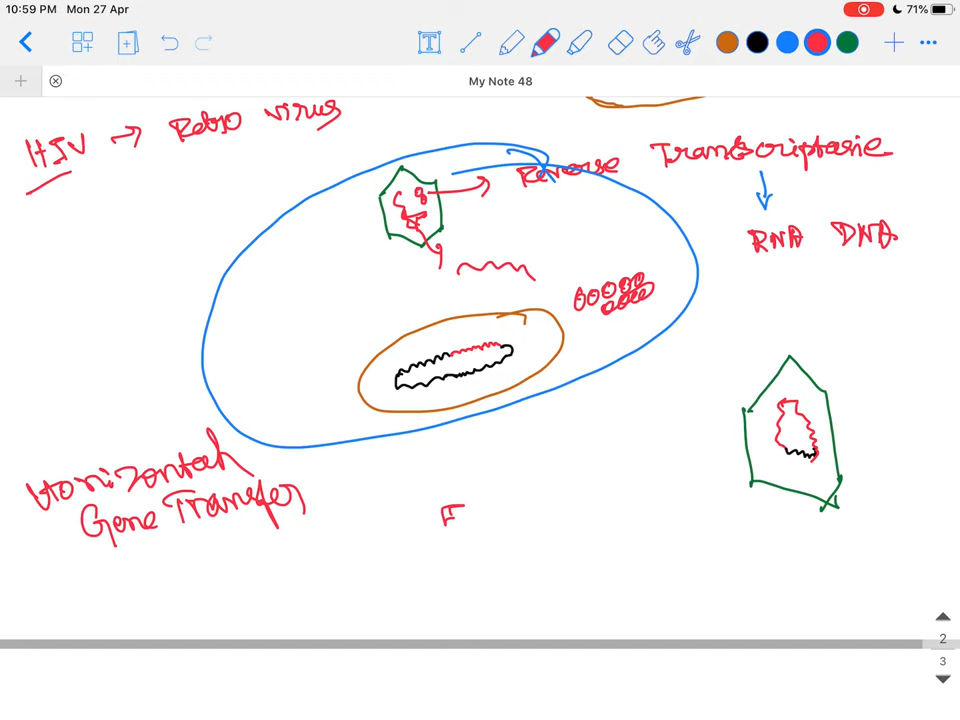 10:59 PM Mon 27 Apr
71%
My Note 48
HIV → Retro virus
Reverse Transcriptase
RNA DNA
Horizontal
Gene Transfer
F
2
3